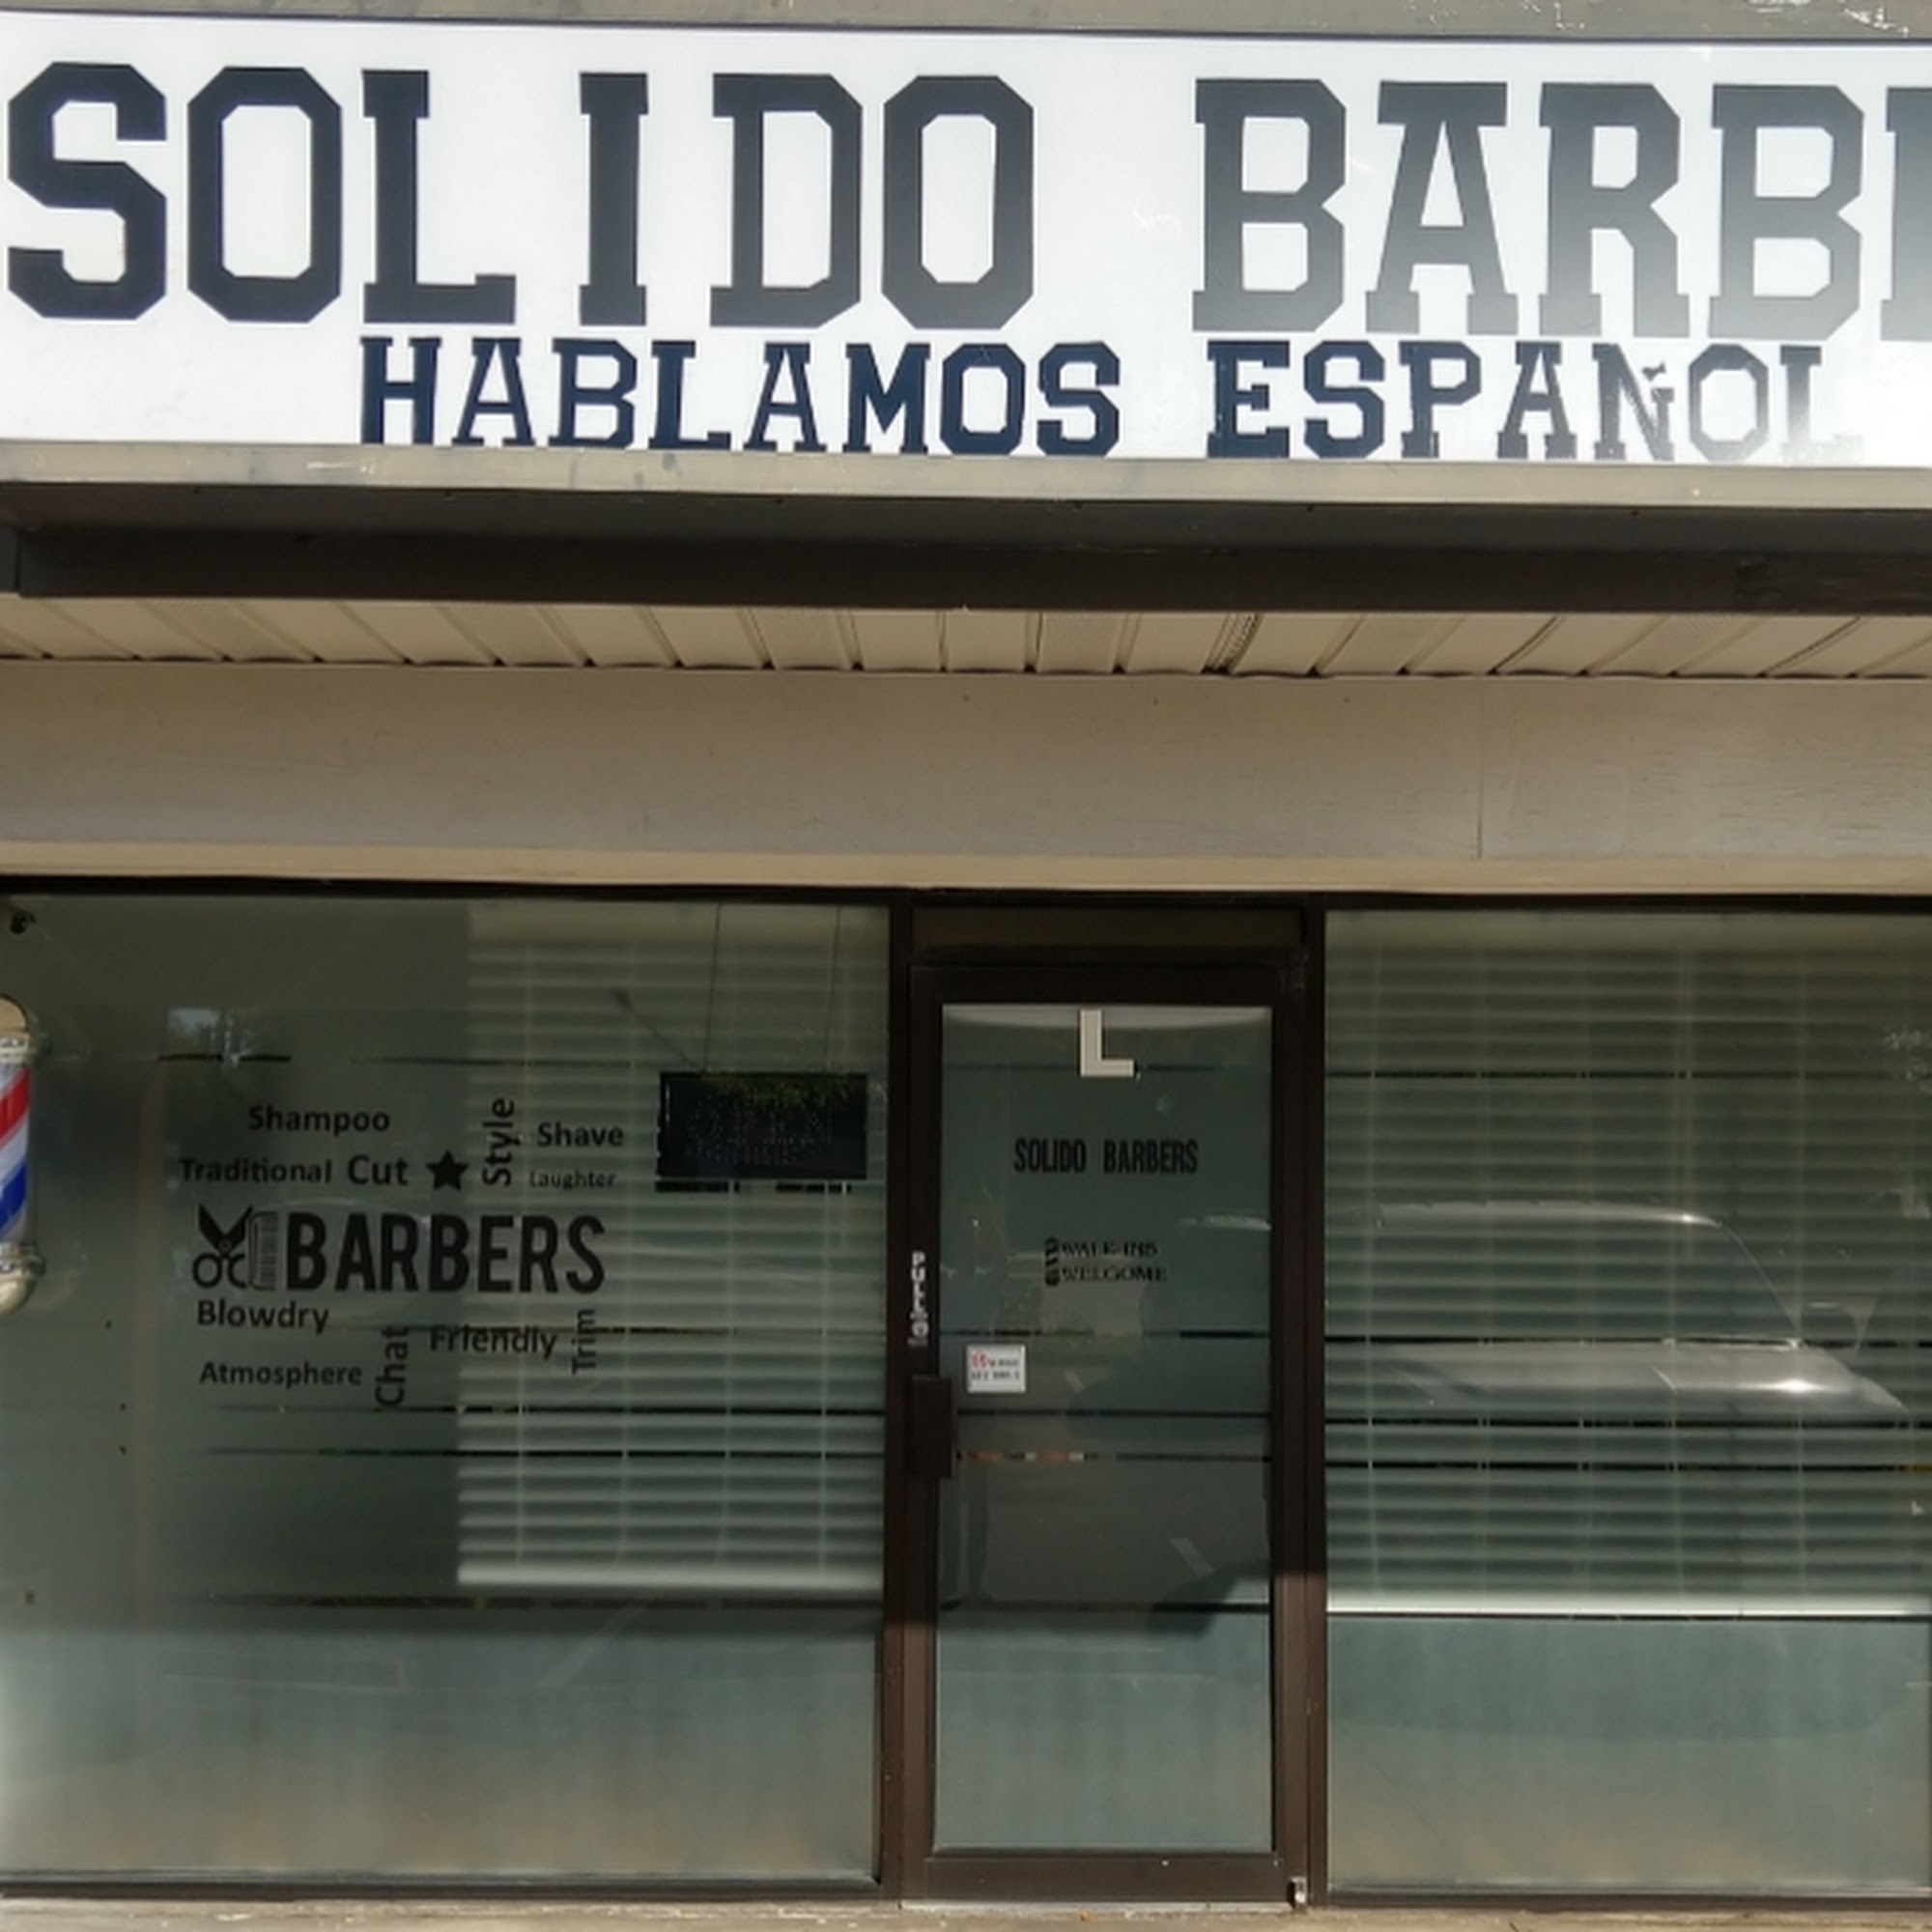 SOLIDO BARB
HABLAMOS ESPAÑOL
L
SOLIDO BARBERS
WALK-INS
WELCOME
Shampoo
Style
Shave
Traditional Cut
Laughter
BARBERS
Blowdry
Chat
Friendly
Trim
Atmosphere